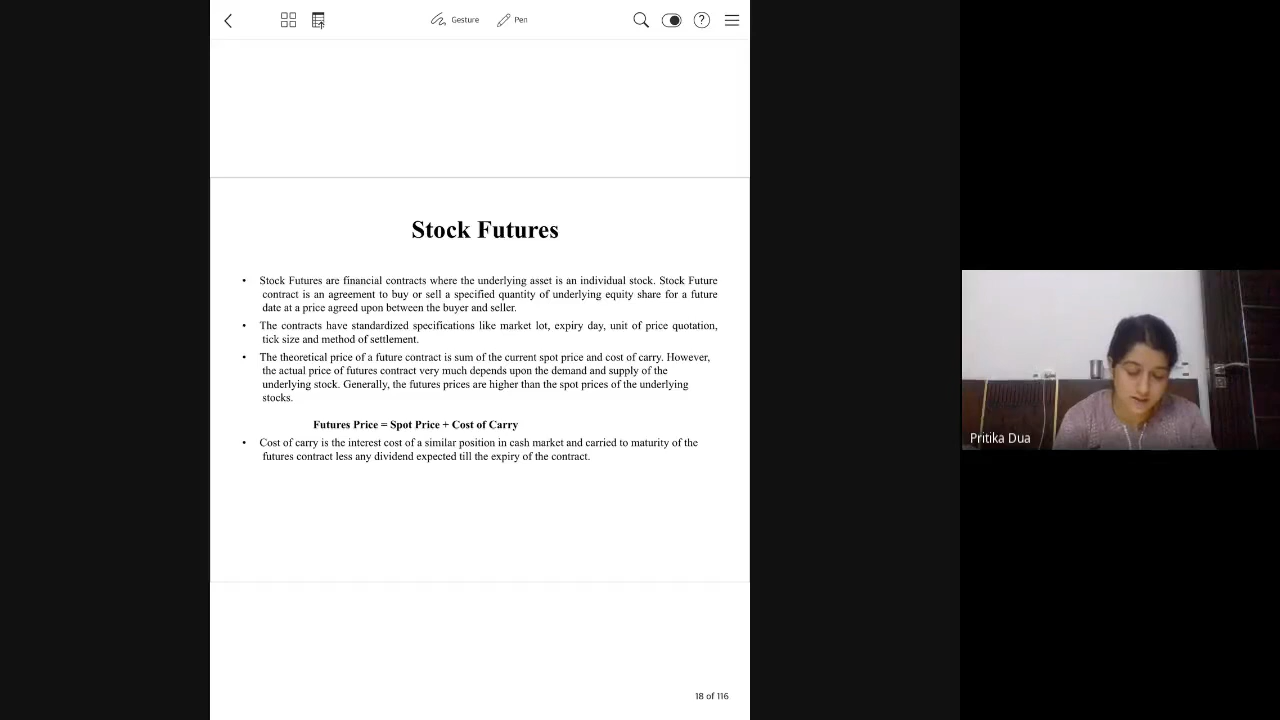 Gesture Pen
Stock Futures
• Stock Futures are financial contracts where the underlying asset is an individual stock. Stock Future
contract is an agreement to buy or sell a specified quantity of underlying equity share for a future
date at a price agreed upon between the buyer and seller.
• The contracts have standardized specifications like market lot, expiry day, unit of price quotation,
tick size and method of settlement.
• The theoretical price of a future contract is sum of the current spot price and cost of carry. However,
the actual price of futures contract very much depends upon the demand and supply of the
underlying stock. Generally, the futures prices are higher than the spot prices of the underlying
stocks.
Futures Price = Spot Price + Cost of Carry
• Cost of carry is the interest cost of a similar position in cash market and carried to maturity of the
futures contract less any dividend expected till the expiry of the contract.
18 of 116
Pritika Dua